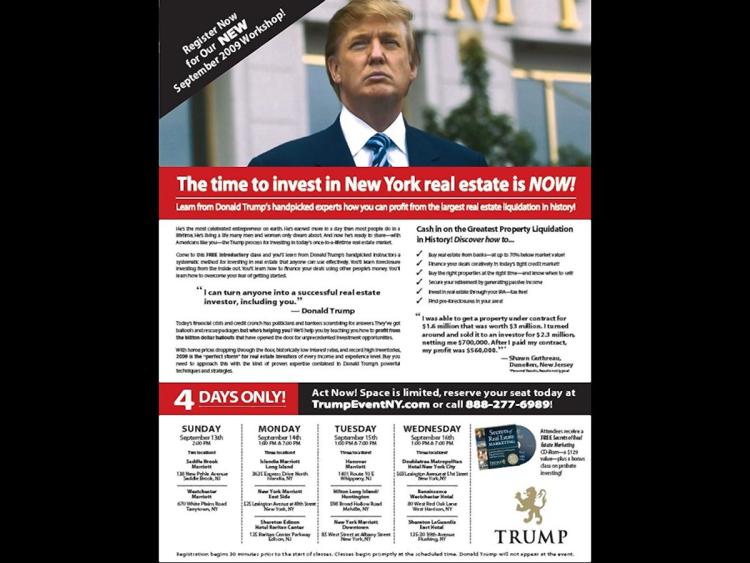 M
Register Now
for Our NEW
September 2009 Workshop!
The time to invest in New York real estate is NOW!
Learn from Donald Trump's handpicked experts how you can profit from the largest real estate liquidation in history!
He's the most celebrated entrepreneur on earth. He's earned more in a day than most people do in a
lifetime. He's living a life many men and women only dream about. And now he's ready to share—with
Americans like you—the Trump process for investing in today's once-in-a-lifetime real estate market.
Come to this FREE introductory class and you'll learn from Donald Trump's handpicked instructors a
systematic method for investing in real estate that anyone can use effectively. You'll learn foreclosure
investing from the inside out. You'll learn how to finance your deals using other people's money. You'll
learn how to overcome your fear of getting started.
"I can turn anyone into a successful real estate
investor, including you."
— Donald Trump
Today's financial crisis and credit crunch has politicians and bankers scrambling for answers. They've got
bailouts and rescue packages but who's helping you? We'll help you by teaching you how to profit from
the billion dollar bailouts that have opened the door for unprecedented investment opportunities.
With home prices dropping through the floor, historically low interest rates, and record high inventories,
2009 is the "perfect storm" for real estate investors of every income and experience level. But you
need to approach this with the kind of proven expertise contained in Donald Trump's powerful
techniques and strategies.
Cash in on the Greatest Property Liquidation
in History! Discover how to...
✓ Buy real estate from banks—at up to 70% below market value!
✓ Finance your deals creatively in today's tight credit market!
✓ Buy the right properties at the right time—and know when to sell!
✓ Secure your retirement by generating passive income
✓ Invest in real estate through your IRA—tax free!
✓ Find pre-foreclosures in your area!
"I was able to get a property under contract for
$1.6 million that was worth $3 million. I turned
around and sold it to an investor for $2.3 million,
netting me $700,000. After I paid my contract,
my profit was $560,000."*
— Shawn Guthreau,
Dunellen, New Jersey
4 DAYS ONLY!
Act Now! Space is limited, reserve your seat today at
TrumpEventNY.com or call 888-277-6989!
SUNDAY
September 13th
2:00 PM
Two locations!
Saddle Brook
Marriott
138 New Pehle Avenue
Saddle Brook, NJ
Westchester
Marriott
670 White Plains Road
Tarrytown, NY
MONDAY
September 14th
1:00 PM & 7:00 PM
Three locations!
Islandia Marriott
Long Island
3635 Express Drive North
Islandia, NY
New York Marriott
East Side
525 Lexington Avenue at 49th Street
New York, NY
Sheraton Edison
Hotel Raritan Center
125 Raritan Center Parkway
Edison, NJ
TUESDAY
September 15th
1:00 PM & 7:00 PM
Three locations!
Hanover
Marriott
1401 Route 10 E
Whippany, NJ
Hilton Long Island/
Huntington
598 Broad Hollow Road
Melville, NY
New York Marriott
Downtown
85 West Street at Albany Street
New York, NY
WEDNESDAY
September 16th
1:00 PM & 7:00 PM
Three locations!
Doubletree Metropolitan
Hotel New York City
569 Lexington Avenue at 51st Street
New York, NY
Renaissance
Westchester Hotel
80 West Red Oak Lane
West Harrison, NY
Sheraton LaGuardia
East Hotel
135-20 39th Avenue
Flushing, NY
Secrets of
Real Estate
MARKETING
Attendees receive a
FREE Secrets of Real
Estate Marketing
CD-Rom—a $129
value—plus a bonus
class on probate
investing!
TRUMP
Registration begins 30 minutes prior to the start of classes. Classes begin promptly at the scheduled time. Donald Trump will not appear at the event.